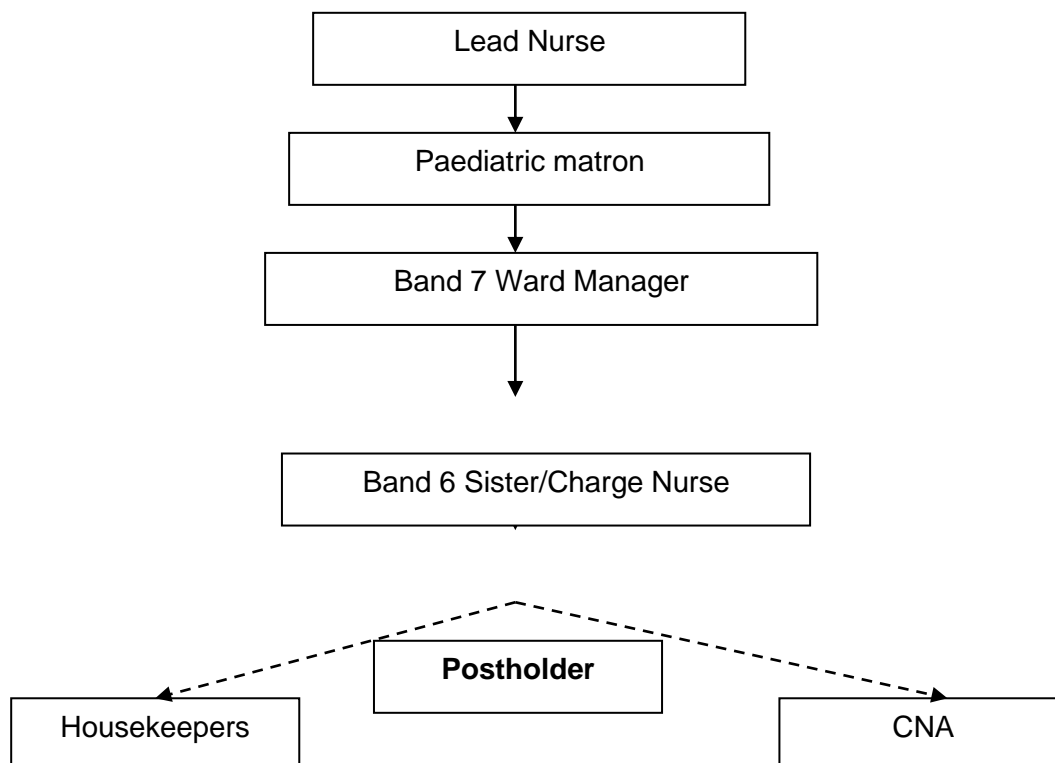 Lead Nurse
Paediatric matron
Band 7 Ward Manager
Band 6 Sister/Charge Nurse
Postholder
Housekeepers
CNA